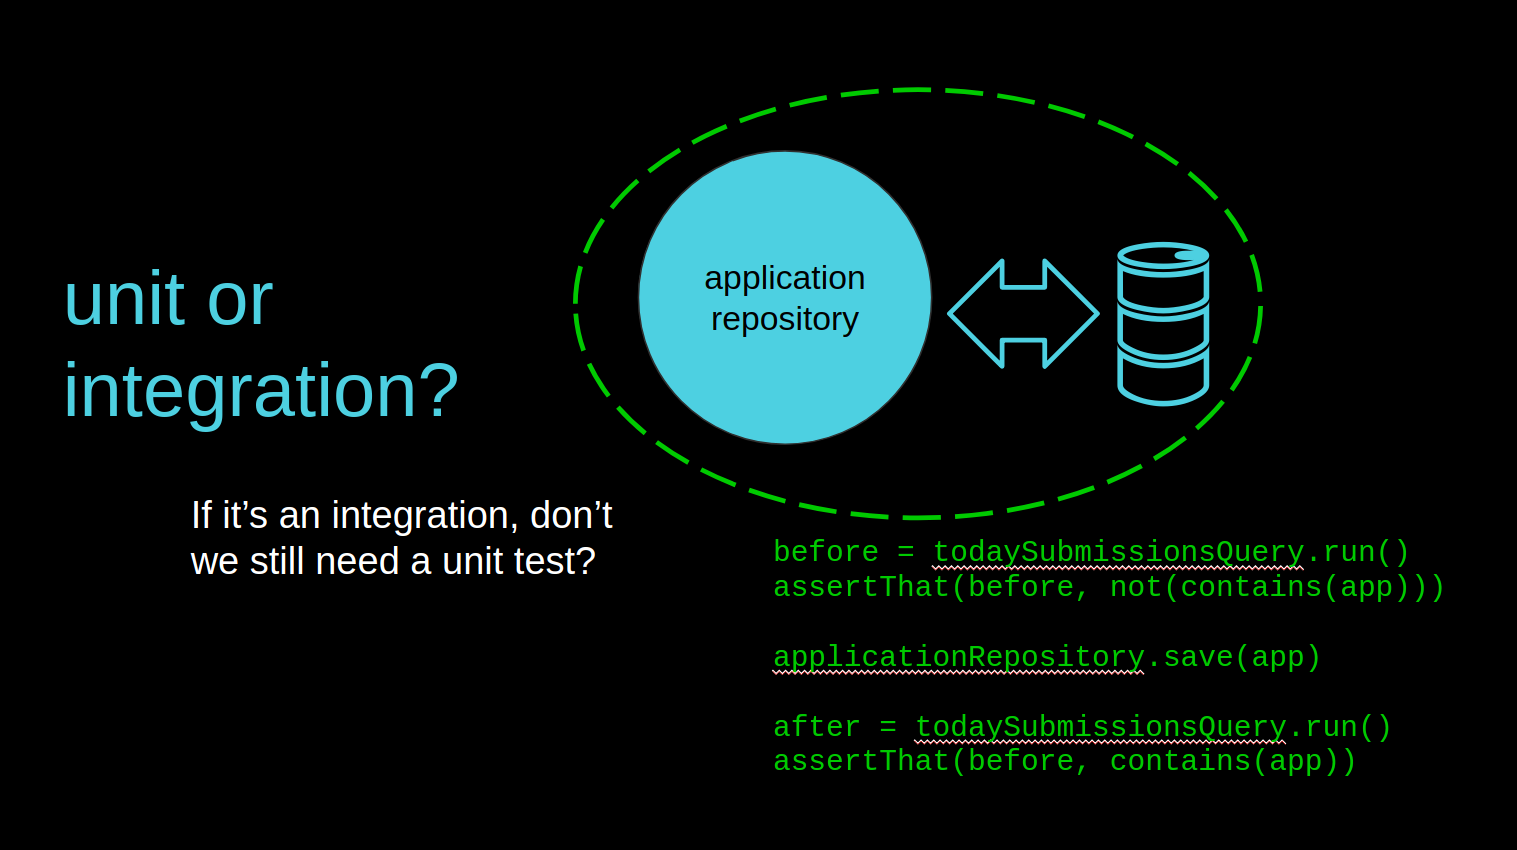 unit or
integration?
If it’s an integration, don’t
we still need a unit test?
application
repository
before = todaySubmissionsQuery.run()
assertThat(before, not(contains(app)))
applicationRepository.save(app)
after = todaySubmissionsQuery.run()
assertThat(before, contains(app))